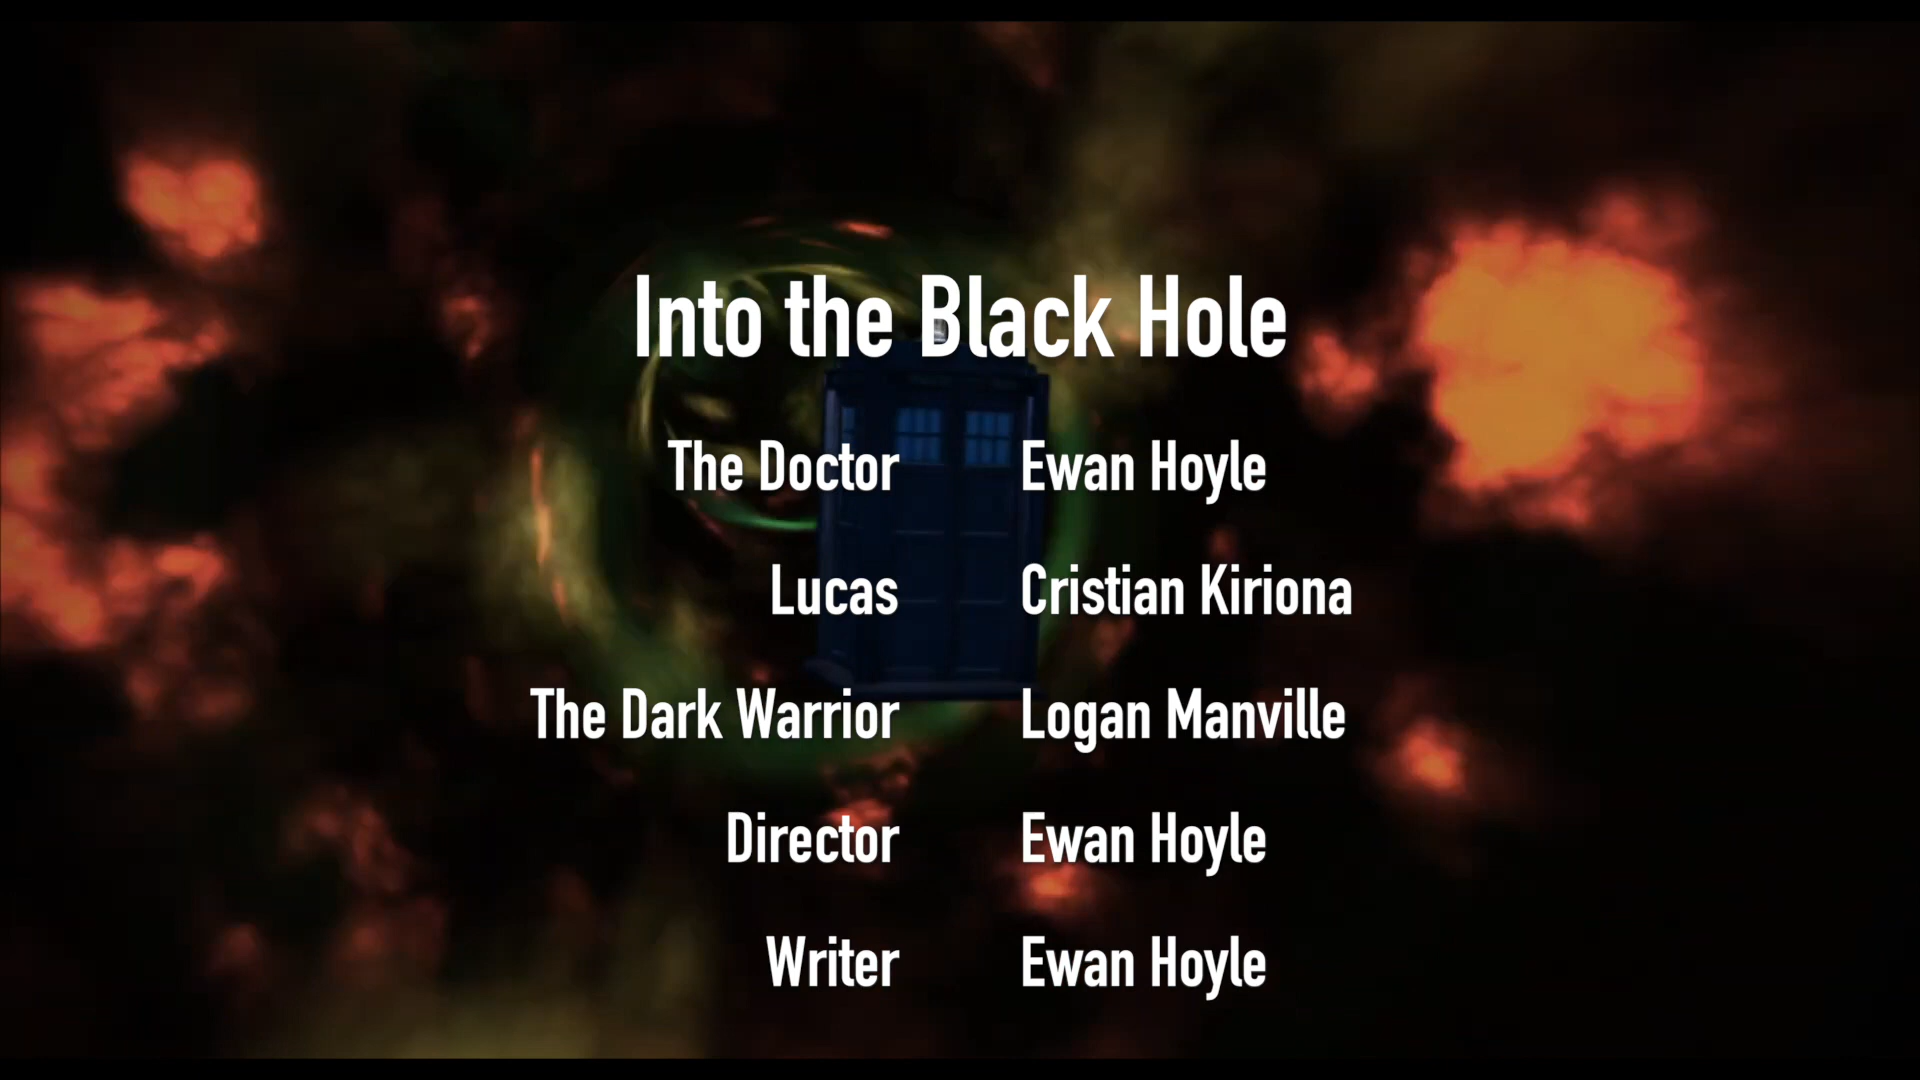 Into the Black Hole
The Doctor Ewan Hoyle
Lucas Cristian Kiriona
The Dark Warrior Logan Manville
Director Ewan Hoyle
Writer Ewan Hoyle